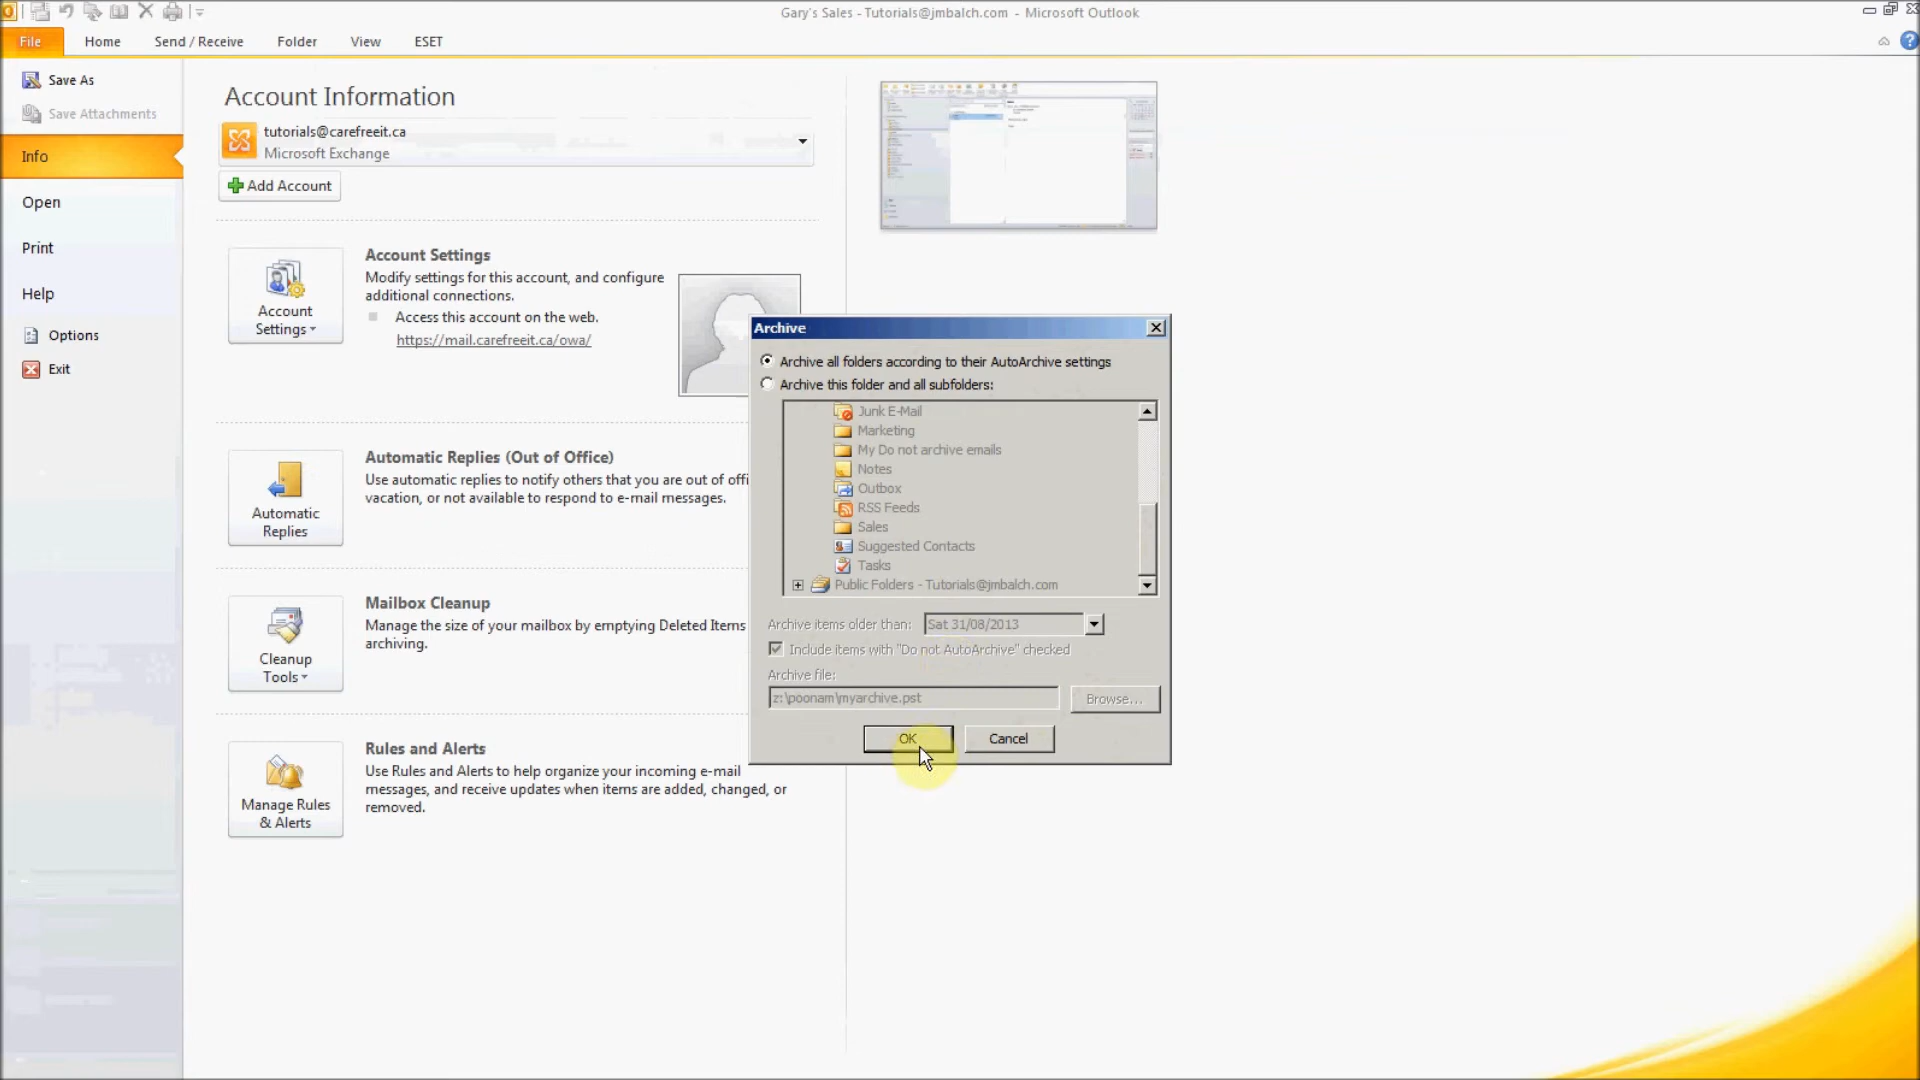 Gary's Sales - Tutorials@jmbalch.com - Microsoft Outlook
File Home Send / Receive Folder View ESET
Save As
Save Attachments
Info
Open
Print
Help
Options
Exit
Account Information
tutorials@carefreeit.ca
Microsoft Exchange
Add Account
Account Settings
Account Settings
Modify settings for this account, and configure
additional connections.
Access this account on the web.
https://mail.carefreeit.ca/owa/
Automatic Replies
Automatic Replies (Out of Office)
Use automatic replies to notify others that you are out of offi
vacation, or not available to respond to e-mail messages.
Cleanup Tools
Mailbox Cleanup
Manage the size of your mailbox by emptying Deleted Items
archiving.
Manage Rules & Alerts
Rules and Alerts
Use Rules and Alerts to help organize your incoming e-mail
messages, and receive updates when items are added, changed, or
removed.
Archive
Archive all folders according to their AutoArchive settings
Archive this folder and all subfolders:
Junk E-Mail
Marketing
My Do not archive emails
Notes
Outbox
RSS Feeds
Sales
Suggested Contacts
Tasks
Public Folders - Tutorials@jmbalch.com
Archive items older than: Sat 31/08/2013
Include items with "Do not AutoArchive" checked
Archive file:
z:\poonam\myarchive.pst Browse...
OK Cancel